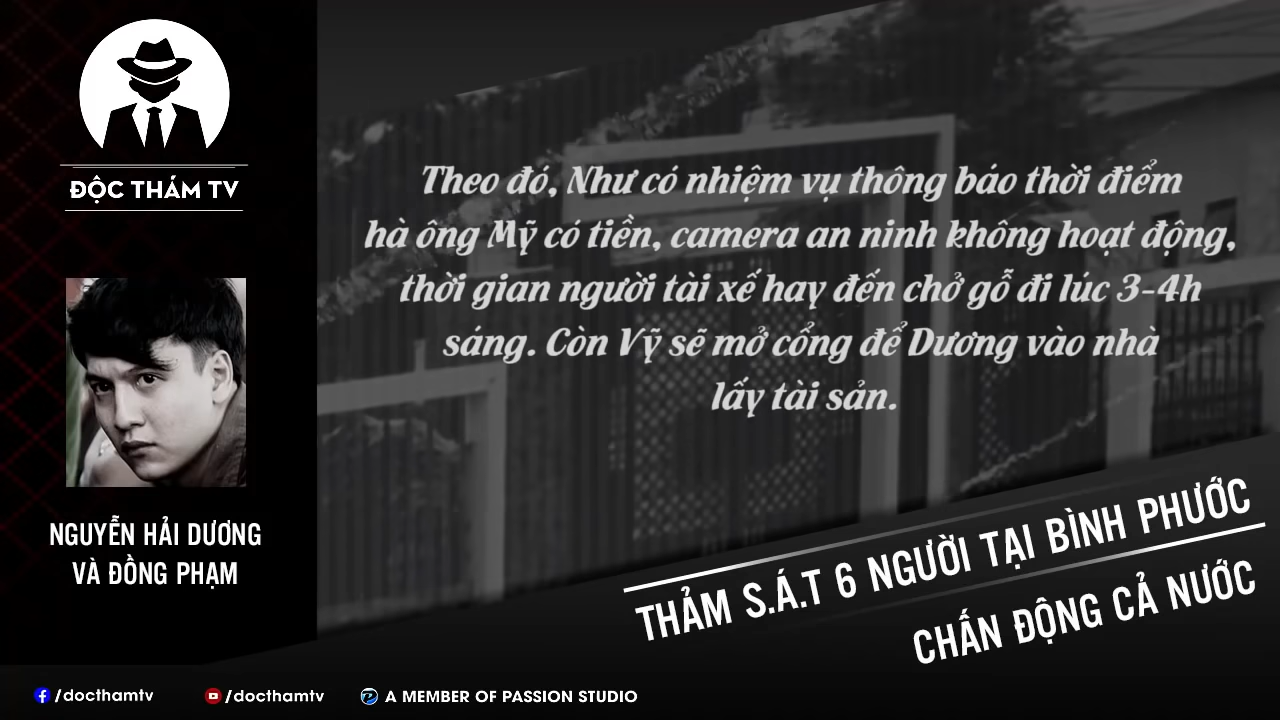 ĐỘC THÁM TV
NGUYỄN HẢI DƯƠNG
VÀ ĐỒNG PHẠM
Theo đó, Như có nhiệm vụ thông báo thời điểm
hà ông Mỹ có tiền, camera an ninh không hoạt động,
thời gian người tài xế hay đến chở gỗ đi lúc 3-4h
sáng. Còn Vỹ sẽ mở cổng để Dương vào nhà
lấy tài sản.
THẢM S.Á.T 6 NGƯỜI TẠI BÌNH PHƯỚC
CHẤN ĐỘNG CẢ NƯỚC
/docthamtv
/docthamtv
A MEMBER OF PASSION STUDIO